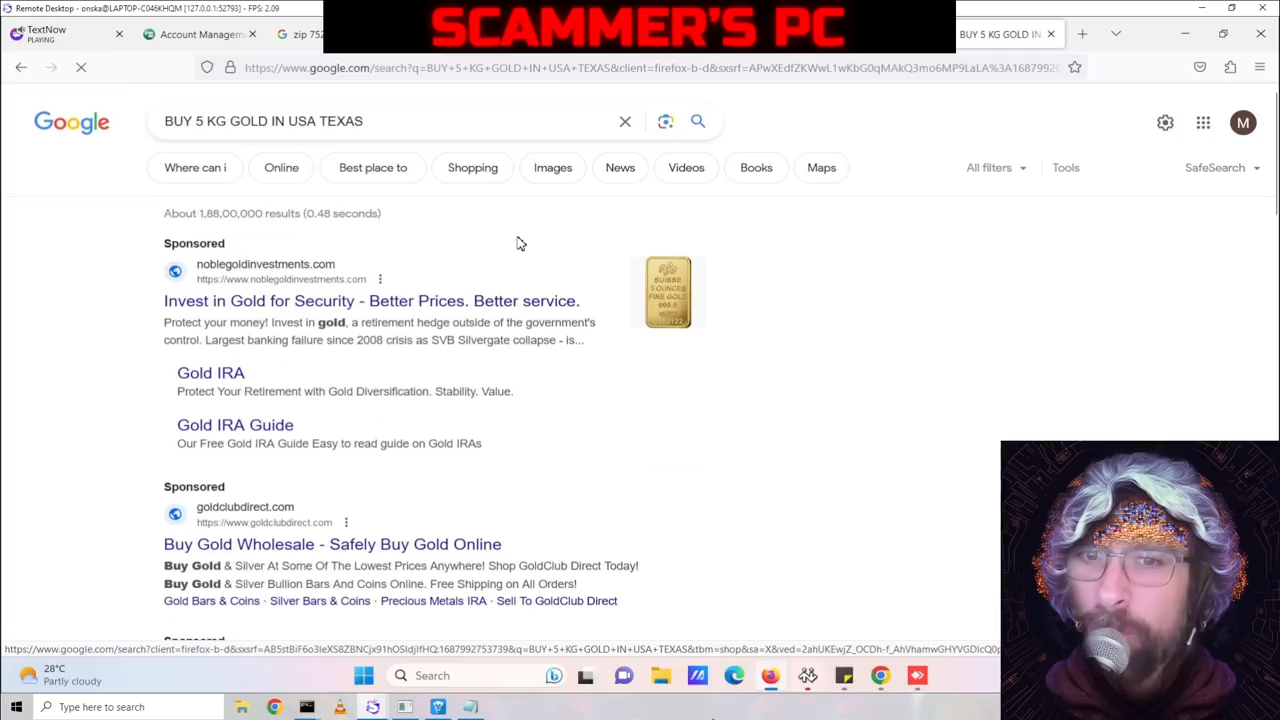 Remote Desktop - onska@LAPTOP-C046KHQM [127.0.0.1:52793] - FPS: 2.09
SCAMMER'S PC
TextNow
PLAYING
Account Managem
zip 752
BUY 5 KG GOLD IN
https://www.google.com/search?q=BUY+5+KG+GOLD+IN+USA+TEXAS&client=firefox-b-d&sxsrf=APwXEdfZKWwL1wKbG0qMAkQ3mo6MP9LaLA%3A16879926
Google
BUY 5 KG GOLD IN USA TEXAS
M
Where can i
Online
Best place to
Shopping
Images
News
Videos
Books
Maps
All filters
Tools
SafeSearch
About 1,88,00,000 results (0.48 seconds)
Sponsored
noblegoldinvestments.com
https://www.noblegoldinvestments.com
Invest in Gold for Security - Better Prices. Better service.
Protect your money! Invest in gold, a retirement hedge outside of the government's
control. Largest banking failure since 2008 crisis as SVB Silvergate collapse - is...
SUISSE
5 OUNCES
FINE GOLD
999.9
Gold IRA
Protect Your Retirement with Gold Diversification. Stability. Value.
Gold IRA Guide
Our Free Gold IRA Guide Easy to read guide on Gold IRAs
Sponsored
goldclubdirect.com
https://www.goldclubdirect.com
Buy Gold Wholesale - Safely Buy Gold Online
Buy Gold & Silver At Some Of The Lowest Prices Anywhere! Shop GoldClub Direct Today!
Buy Gold & Silver Bullion Bars And Coins Online. Free Shipping on All Orders!
Gold Bars & Coins · Silver Bars & Coins · Precious Metals IRA · Sell To GoldClub Direct
Sponsored
28°C
Partly cloudy
Search
Type here to search